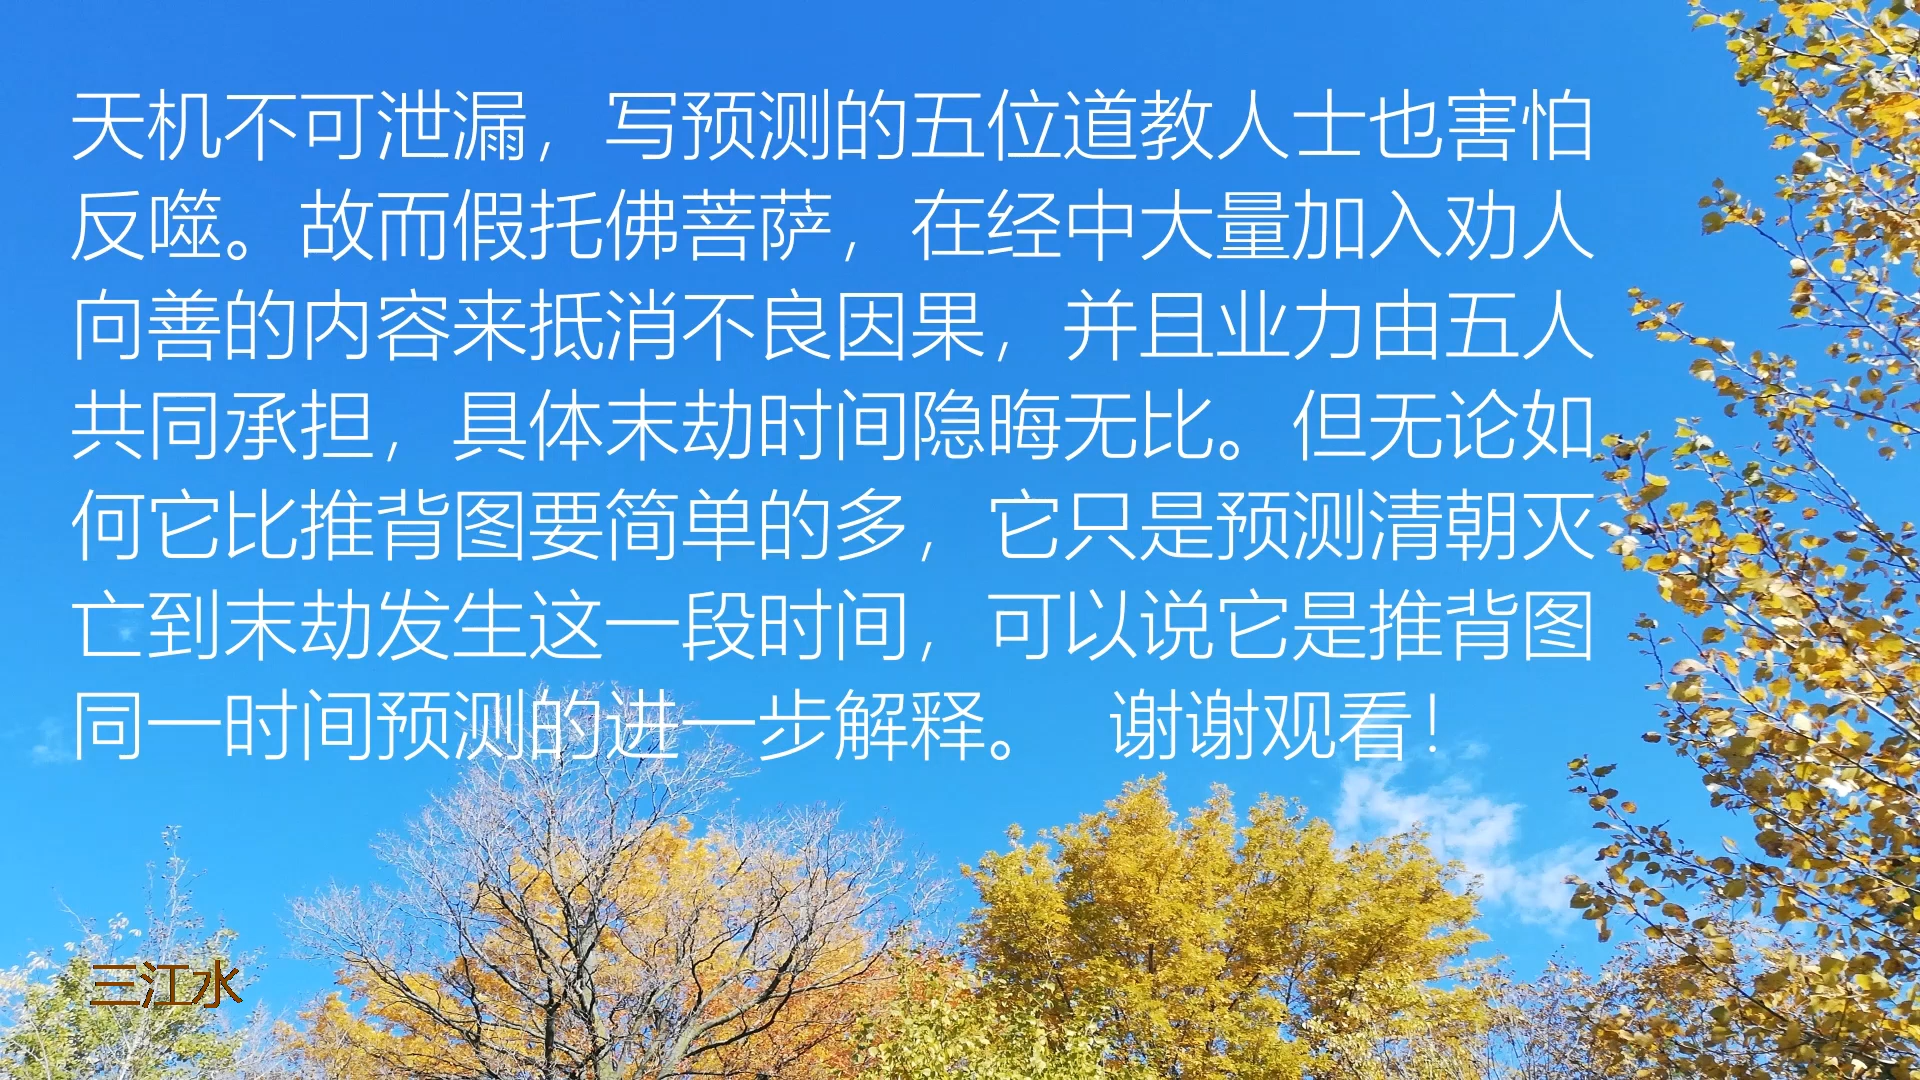 天机不可泄漏，写预测的五位道教人士也害怕
反噬。故而假托佛菩萨，在经中大量加入劝人
向善的内容来抵消不良因果，并且业力由五人
共同承担，具体末劫时间隐晦无比。但无论如
何它比推背图要简单的多，它只是预测清朝灭
亡到末劫发生这一段时间，可以说它是推背图
同一时间预测的进一步解释。 谢谢观看！
三江水